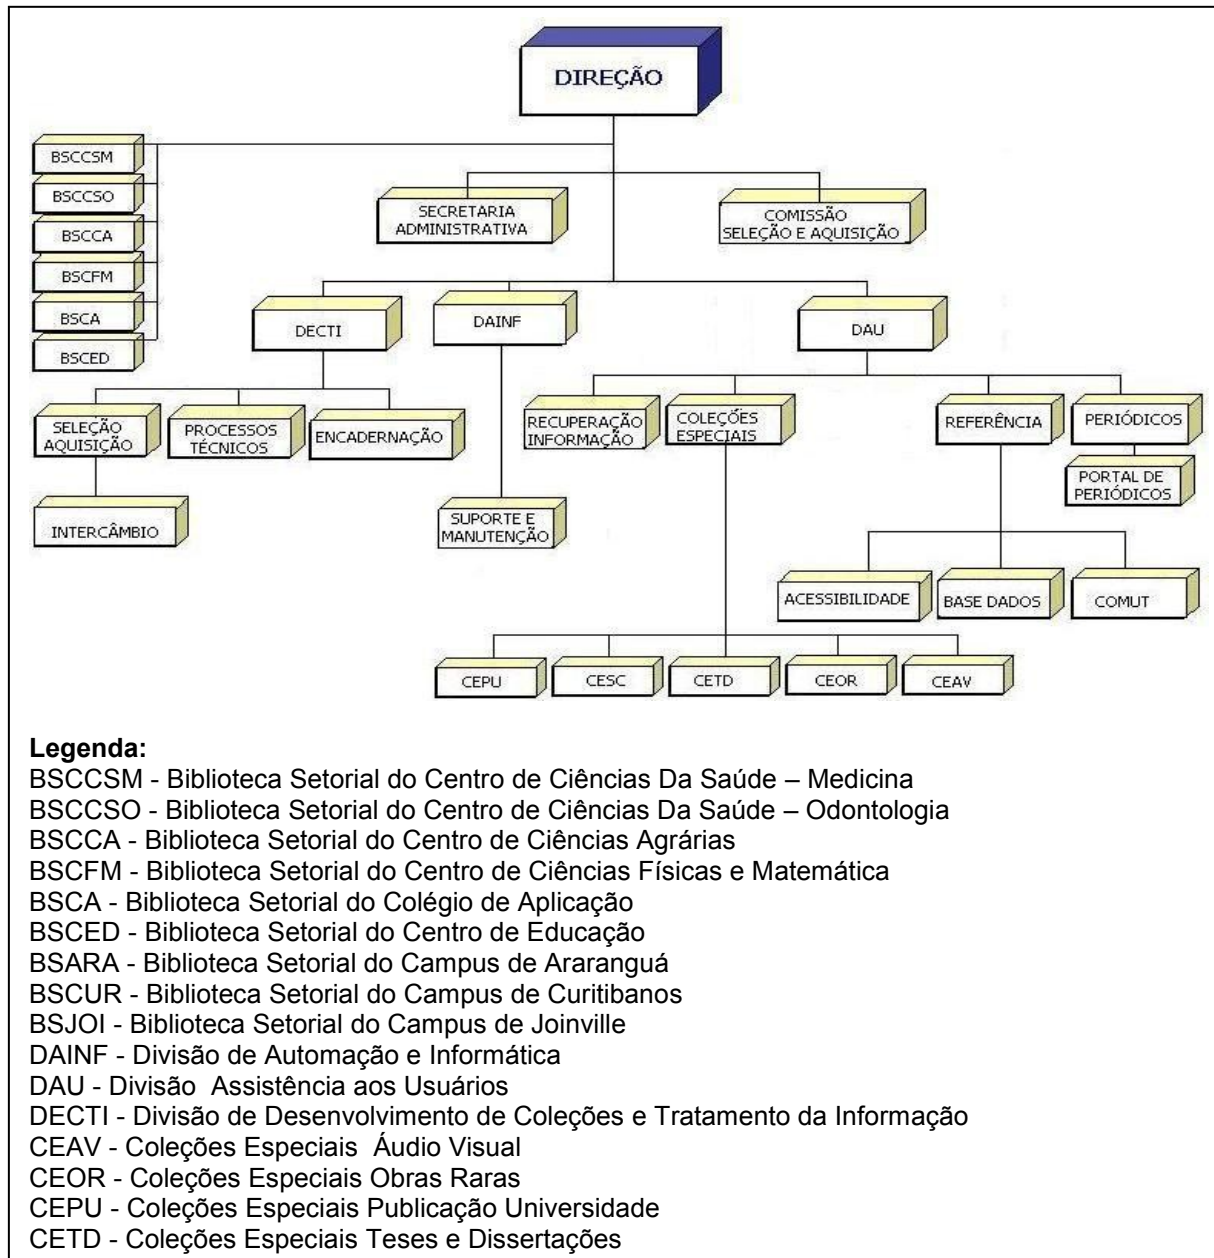 DIREÇÃO
BSCCSM
BSCCSO
BSCCA
BSCFM
BSCA
BSCED
SECRETARIA
ADMINISTRATIVA
COMISSÃO
SELEÇÃO E AQUISIÇÃO
DECTI
DAINF
DAU
SELEÇÃO
AQUISIÇÃO
PROCESSOS
TÉCNICOS
ENCADERNAÇÃO
RECUPERAÇÃO
INFORMAÇÃO
COLEÇÕES
ESPECIAIS
REFERÊNCIA
PERIÓDICOS
PORTAL DE
PERIÓDICOS
INTERCÂMBIO
SUPORTE E
MANUTENÇÃO
ACESSIBILIDADE
BASE DADOS
COMUT
CEPU
CESC
CETD
CEOR
CEAV
Legenda:
BSCCSM - Biblioteca Setorial do Centro de Ciências Da Saúde – Medicina
BSCCSO - Biblioteca Setorial do Centro de Ciências Da Saúde – Odontologia
BSCCA - Biblioteca Setorial do Centro de Ciências Agrárias
BSCFM - Biblioteca Setorial do Centro de Ciências Físicas e Matemática
BSCA - Biblioteca Setorial do Colégio de Aplicação
BSCED - Biblioteca Setorial do Centro de Educação
BSARA - Biblioteca Setorial do Campus de Araranguá
BSCUR - Biblioteca Setorial do Campus de Curitibanos
BSJOI - Biblioteca Setorial do Campus de Joinville
DAINF - Divisão de Automação e Informática
DAU - Divisão  Assistência aos Usuários
DECTI - Divisão de Desenvolvimento de Coleções e Tratamento da Informação
CEAV - Coleções Especiais  Áudio Visual
CEOR - Coleções Especiais Obras Raras
CEPU - Coleções Especiais Publicação Universidade
CETD - Coleções Especiais Teses e Dissertações